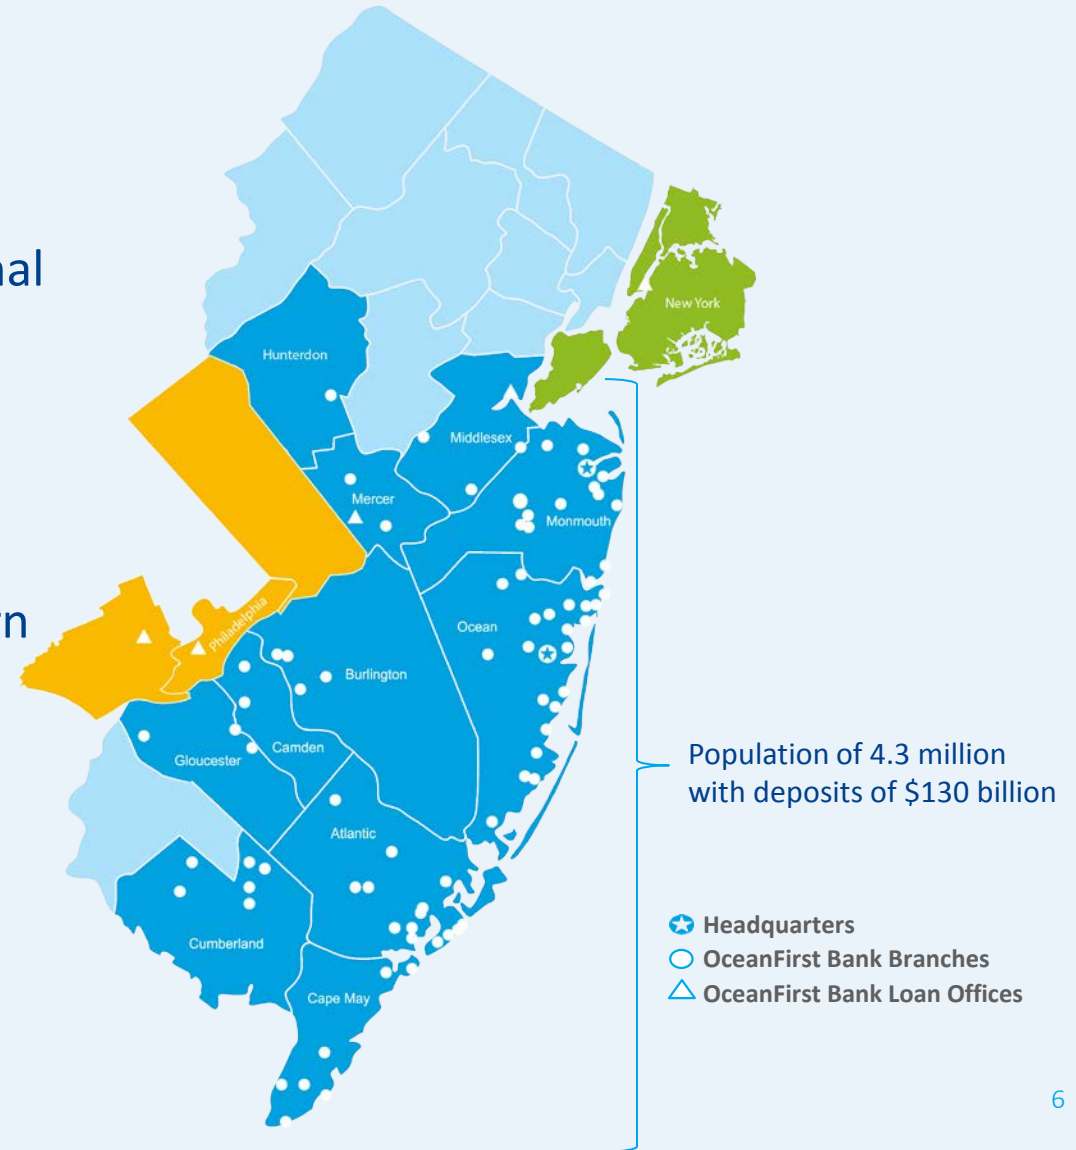 nal
rn
New York
Hunterdon
Middlesex
Mercer
Monmouth
Philadelphia
Ocean
Burlington
Camden
Gloucester
Atlantic
Cumberland
Cape May
Population of 4.3 million
with deposits of $130 billion
Headquarters
OceanFirst Bank Branches
OceanFirst Bank Loan Offices
6